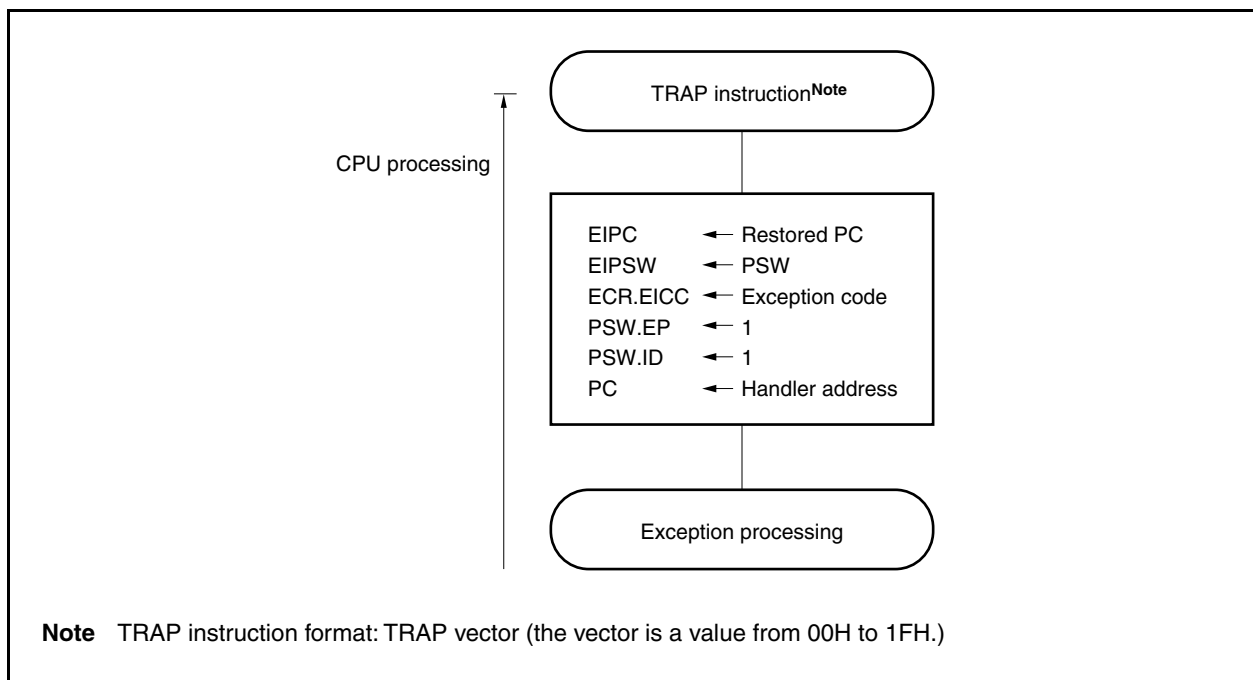 TRAP instructionNote
CPU processing
EIPC ← Restored PC
EIPSW ← PSW
ECR.EICC ← Exception code
PSW.EP ← 1
PSW.ID ← 1
PC ← Handler address
Exception processing
Note TRAP instruction format: TRAP vector (the vector is a value from 00H to 1FH.)